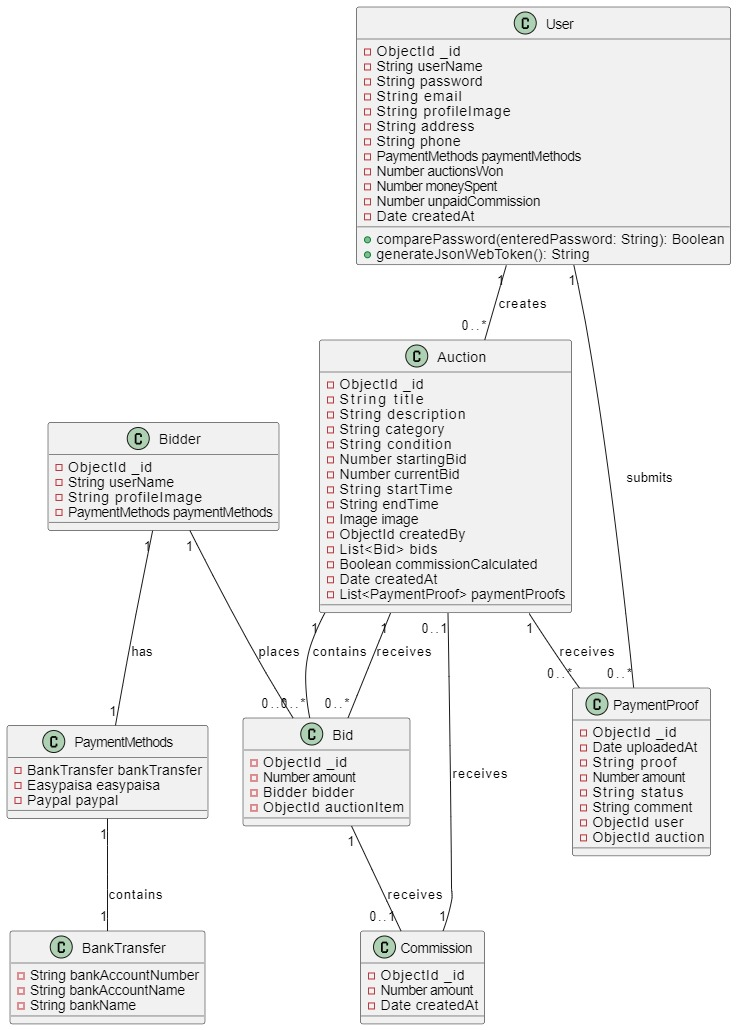 C User
ObjectId _id
String userName
String password
String email
String profileImage
String address
String phone
PaymentMethods paymentMethods
Number auctionsWon
Number moneySpent
Number unpaidCommission
Date createdAt
comparePassword(enteredPassword: String): Boolean
generateJsonWebToken(): String
1
1
creates
0..*
C Auction
ObjectId _id
String title
String description
String category
String condition
Number startingBid
Number currentBid
String startTime
String endTime
Image image
ObjectId createdBy
List<Bid> bids
Boolean commissionCalculated
Date createdAt
List<PaymentProof> paymentProofs
C Bidder
ObjectId _id
String userName
String profileImage
PaymentMethods paymentMethods
submits
1
1
1
1
0..1
1
has
places
contains
receives
receives
1
0..*
0..*
0..*
0..*
C PaymentMethods
BankTransfer bankTransfer
Easypaisa easypaisa
Paypal paypal
C Bid
ObjectId _id
Number amount
Bidder bidder
ObjectId auctionItem
C PaymentProof
ObjectId _id
Date uploadedAt
String proof
Number amount
String status
String comment
ObjectId user
ObjectId auction
receives
1
1
contains
receives
1
0..1
1
C BankTransfer
String bankAccountNumber
String bankAccountName
String bankName
C Commission
ObjectId _id
Number amount
Date createdAt